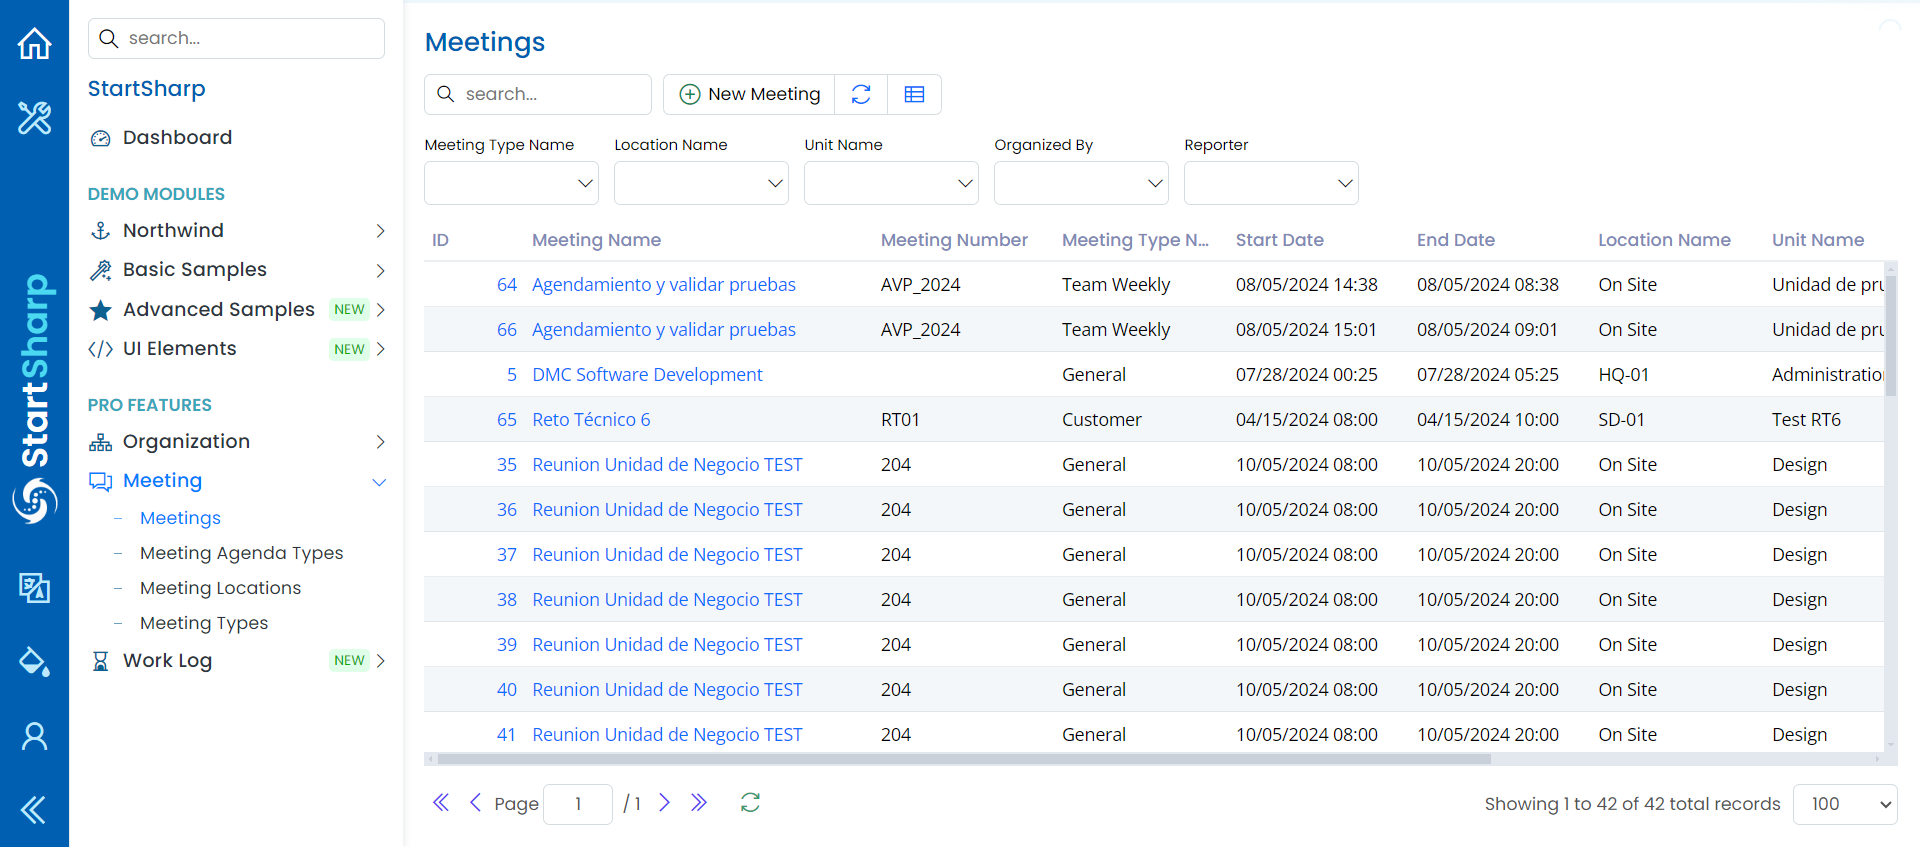 search...
StartSharp
Dashboard
DEMO MODULES
Northwind
Basic Samples
Advanced Samples NEW
UI Elements NEW
PRO FEATURES
Organization
Meeting
Meetings
Meeting Agenda Types
Meeting Locations
Meeting Types
Work Log NEW
StartSharp
Meetings
search...
New Meeting
Meeting Type Name Location Name Unit Name Organized By Reporter
ID Meeting Name Meeting Number Meeting Type N... Start Date End Date Location Name Unit Name
64 Agendamiento y validar pruebas AVP_2024 Team Weekly 08/05/2024 14:38 08/05/2024 08:38 On Site Unidad de pru
66 Agendamiento y validar pruebas AVP_2024 Team Weekly 08/05/2024 15:01 08/05/2024 09:01 On Site Unidad de pru
5 DMC Software Development General 07/28/2024 00:25 07/28/2024 05:25 HQ-01 Administration
65 Reto Técnico 6 RT01 Customer 04/15/2024 08:00 04/15/2024 10:00 SD-01 Test RT6
35 Reunion Unidad de Negocio TEST 204 General 10/05/2024 08:00 10/05/2024 20:00 On Site Design
36 Reunion Unidad de Negocio TEST 204 General 10/05/2024 08:00 10/05/2024 20:00 On Site Design
37 Reunion Unidad de Negocio TEST 204 General 10/05/2024 08:00 10/05/2024 20:00 On Site Design
38 Reunion Unidad de Negocio TEST 204 General 10/05/2024 08:00 10/05/2024 20:00 On Site Design
39 Reunion Unidad de Negocio TEST 204 General 10/05/2024 08:00 10/05/2024 20:00 On Site Design
40 Reunion Unidad de Negocio TEST 204 General 10/05/2024 08:00 10/05/2024 20:00 On Site Design
41 Reunion Unidad de Negocio TEST 204 General 10/05/2024 08:00 10/05/2024 20:00 On Site Design
Page 1 / 1
Showing 1 to 42 of 42 total records 100